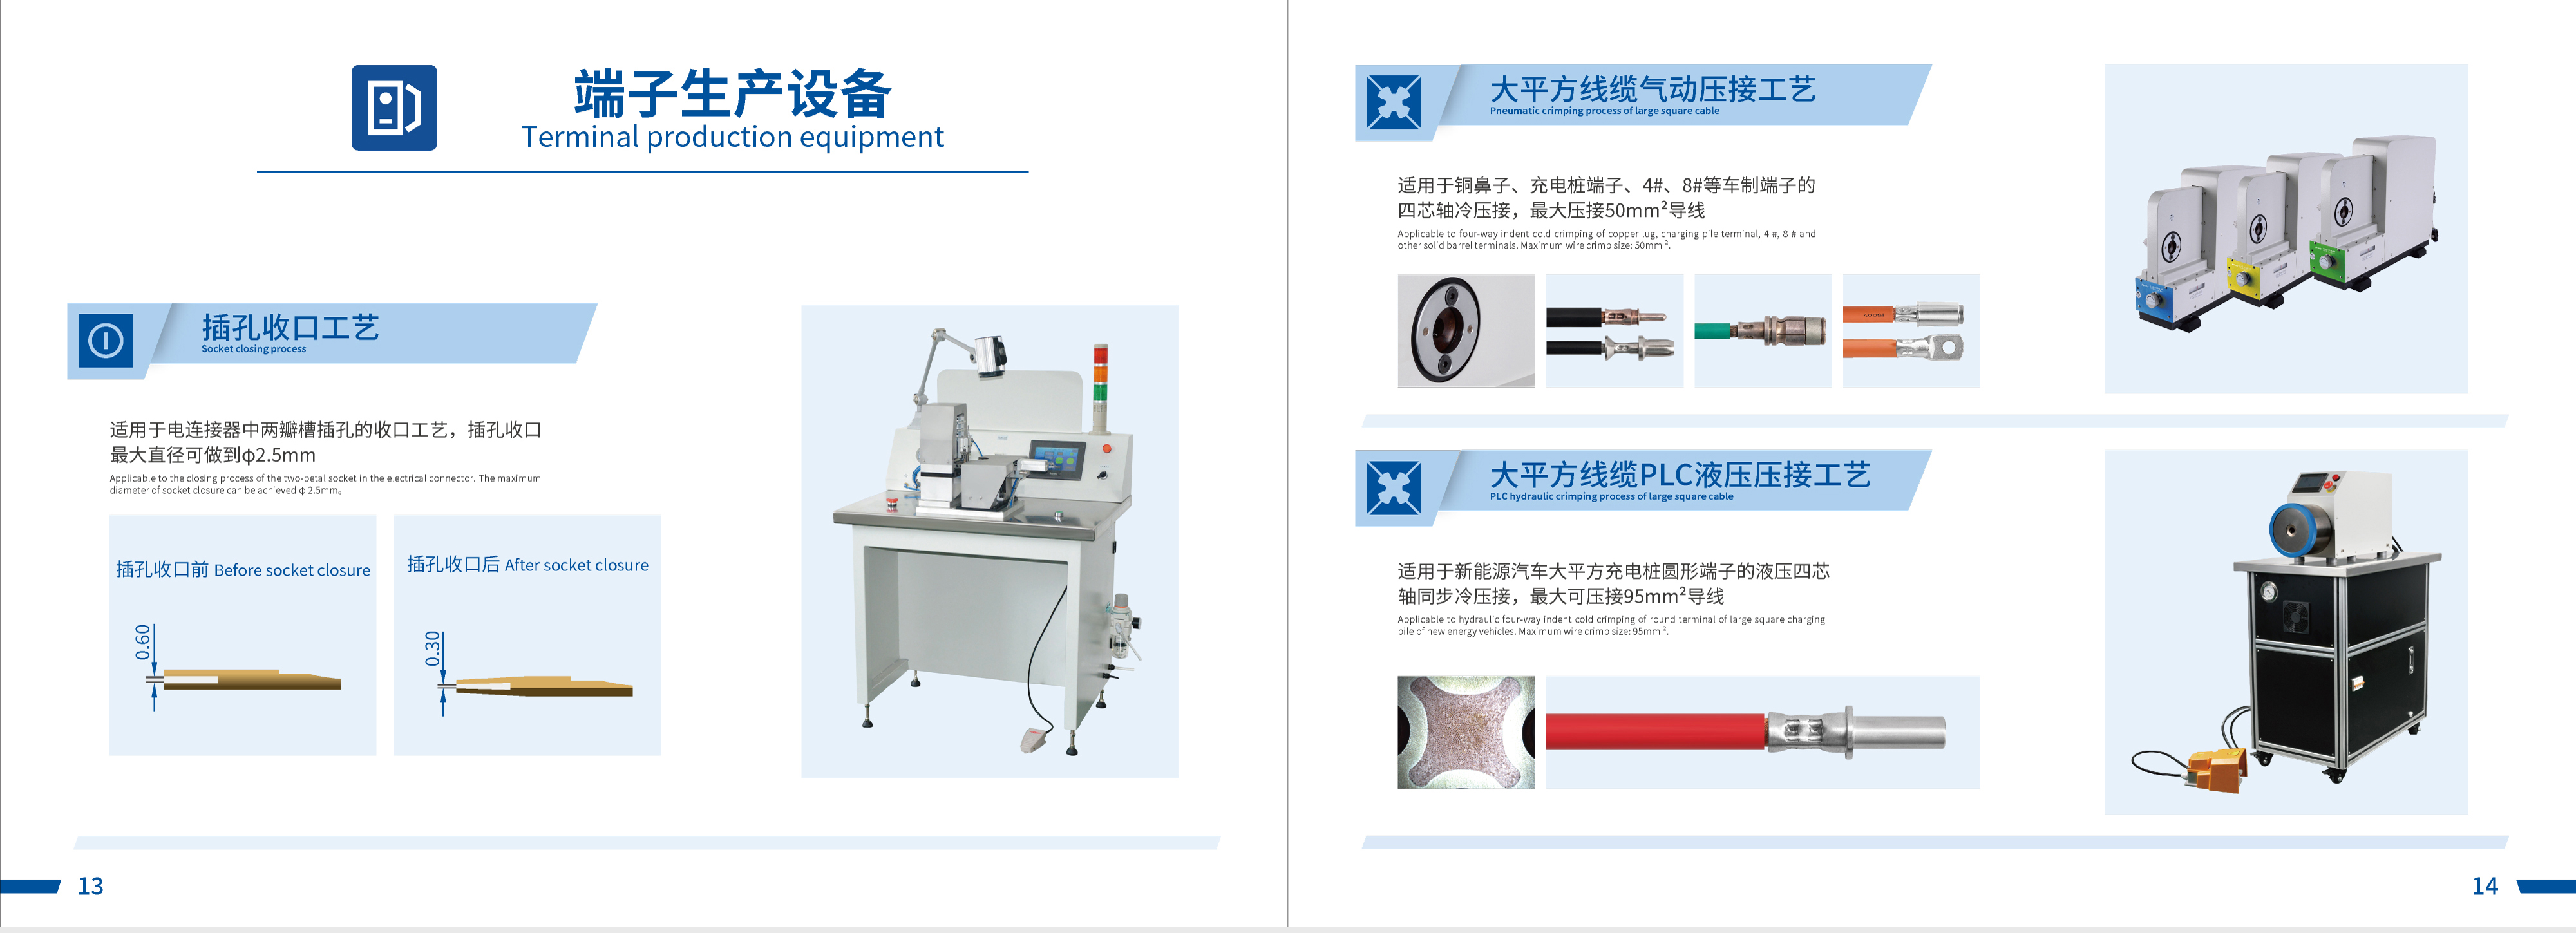 端子生产设备
Terminal production equipment
插孔收口工艺
Socket closing process
适用于电连接器中两瓣槽插孔的收口工艺，插孔收口
最大直径可做到φ2.5mm
Applicable to the closing process of the two-petal socket in the electrical connector. The maximum
diameter of socket closure can be achieved φ 2.5mm。
插孔收口前 Before socket closure
0.60
插孔收口后 After socket closure
0.30
13
大平方线缆气动压接工艺
Pneumatic crimping process of large square cable
适用于铜鼻子、充电桩端子、4#、8#等车制端子的
四芯轴冷压接，最大压接50mm²导线
Applicable to four-way indent cold crimping of copper lug, charging pile terminal, 4 #, 8 # and
other solid barrel terminals. Maximum wire crimp size: 50mm ².
大平方线缆PLC液压压接工艺
PLC hydraulic crimping process of large square cable
适用于新能源汽车大平方充电桩圆形端子的液压四芯
轴同步冷压接，最大可压接95mm²导线
Applicable to hydraulic four-way indent cold crimping of round terminal of large square charging
pile of new energy vehicles. Maximum wire crimp size: 95mm ².
14